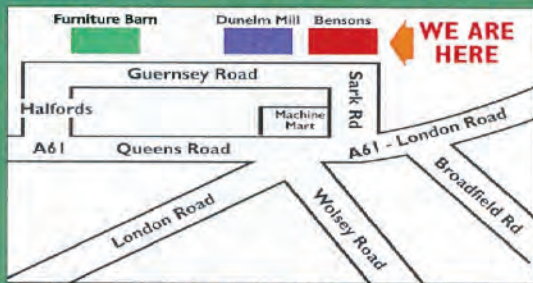 Furniture Barn
Dunelm Mill
Bensons
WE ARE
HERE
Guernsey Road
Sark Rd
Halfords
Machine
Mart
A61
Queens Road
A61 - London Road
London Road
Wolsey Road
Broadfield Rd